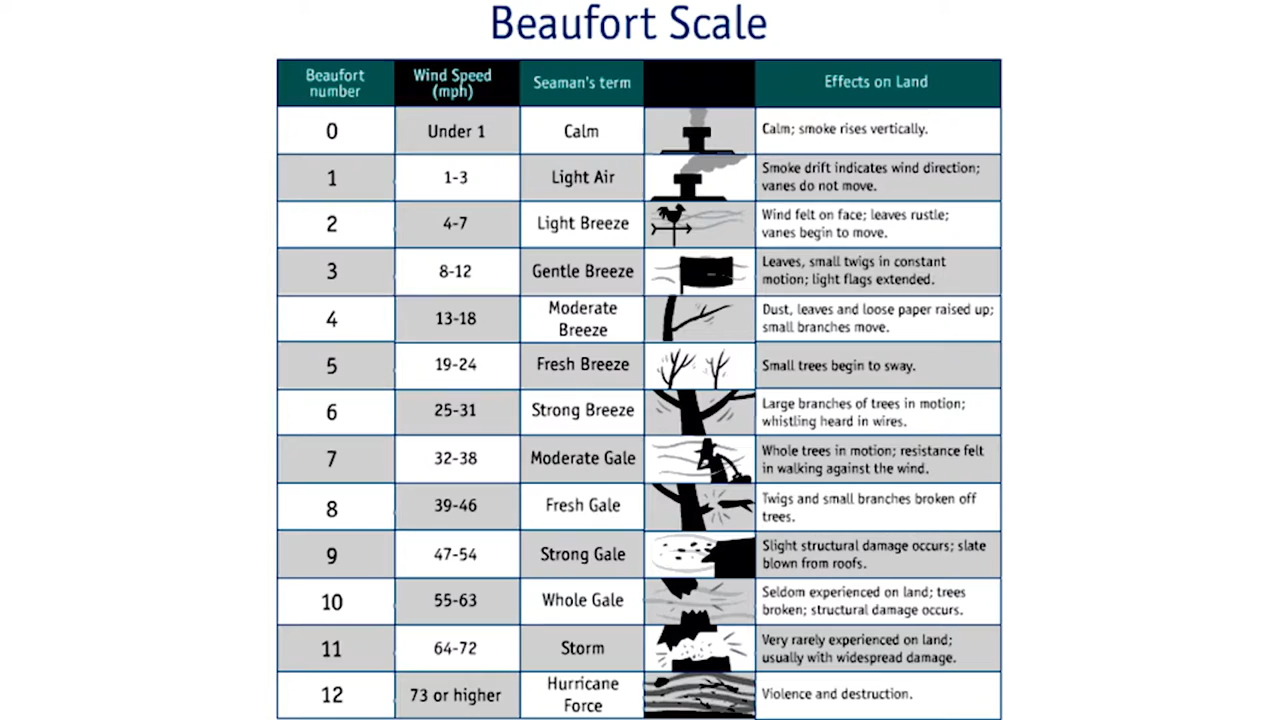 Beaufort Scale
Beaufort number
Wind Speed (mph)
Seaman's term
Effects on Land
0
Under 1
Calm
Calm; smoke rises vertically.
1
1-3
Light Air
Smoke drift indicates wind direction;
vanes do not move.
2
4-7
Light Breeze
Wind felt on face; leaves rustle;
vanes begin to move.
3
8-12
Gentle Breeze
Leaves, small twigs in constant
motion; light flags extended.
4
13-18
Moderate
Breeze
Dust, leaves and loose paper raised up;
small branches move.
5
19-24
Fresh Breeze
Small trees begin to sway.
6
25-31
Strong Breeze
Large branches of trees in motion;
whistling heard in wires.
7
32-38
Moderate Gale
Whole trees in motion; resistance felt
in walking against the wind.
8
39-46
Fresh Gale
Twigs and small branches broken off
trees.
9
47-54
Strong Gale
Slight structural damage occurs; slate
blown from roofs.
10
55-63
Whole Gale
Seldom experienced on land; trees
broken; structural damage occurs.
11
64-72
Storm
Very rarely experienced on land;
usually with widespread damage.
12
73 or higher
Hurricane
Force
Violence and destruction.